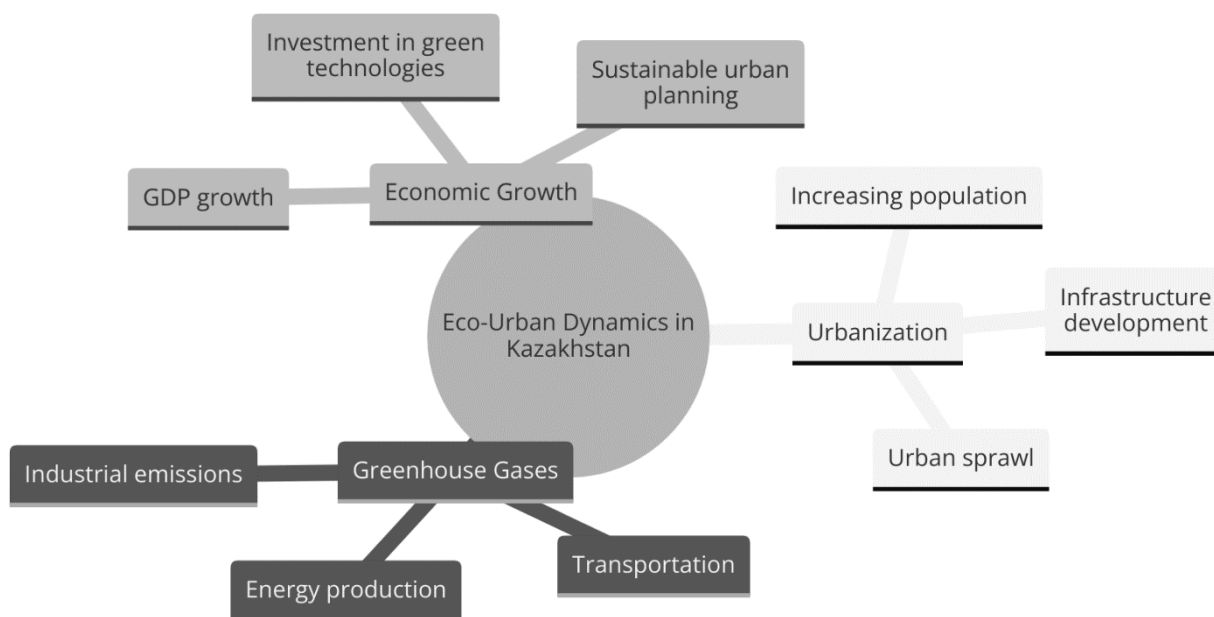 Investment in green
technologies
Sustainable urban
planning
GDP growth
Economic Growth
Increasing population
Eco-Urban Dynamics in
Kazakhstan
Urbanization
Infrastructure
development
Urban sprawl
Industrial emissions
Greenhouse Gases
Energy production
Transportation